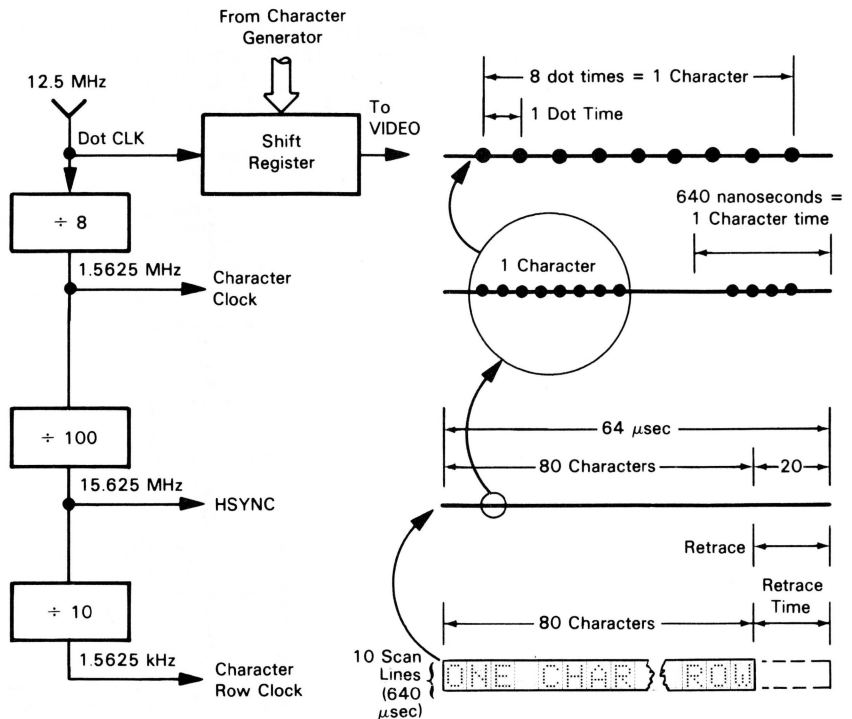 From Character
Generator
12.5 MHz
Dot CLK
Shift
Register
To
VIDEO
÷ 8
1.5625 MHz
Character
Clock
÷ 100
15.625 MHz
HSYNC
÷ 10
1.5625 kHz
Character
Row Clock
8 dot times = 1 Character
1 Dot Time
640 nanoseconds =
1 Character time
1 Character
64 μsec
80 Characters
20
Retrace
Retrace
Time
80 Characters
10 Scan
Lines
(640
μsec)
ONE CHAR ROW